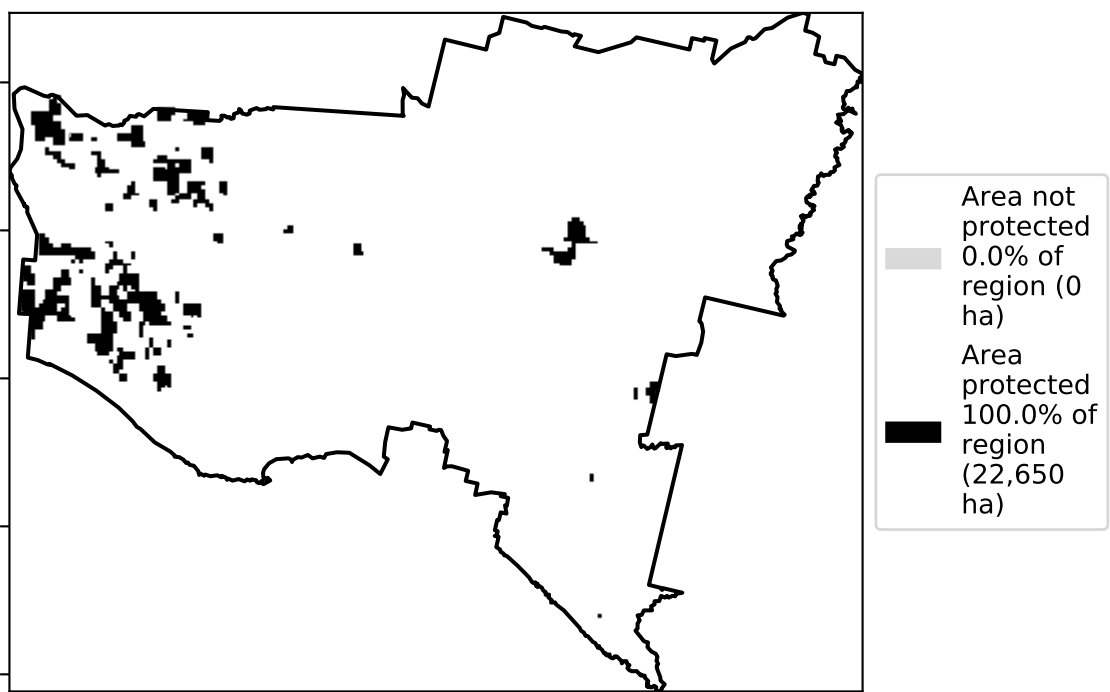 Area not
protected
0.0% of
region (0
ha)
Area
protected
100.0% of
region
(22,650
ha)